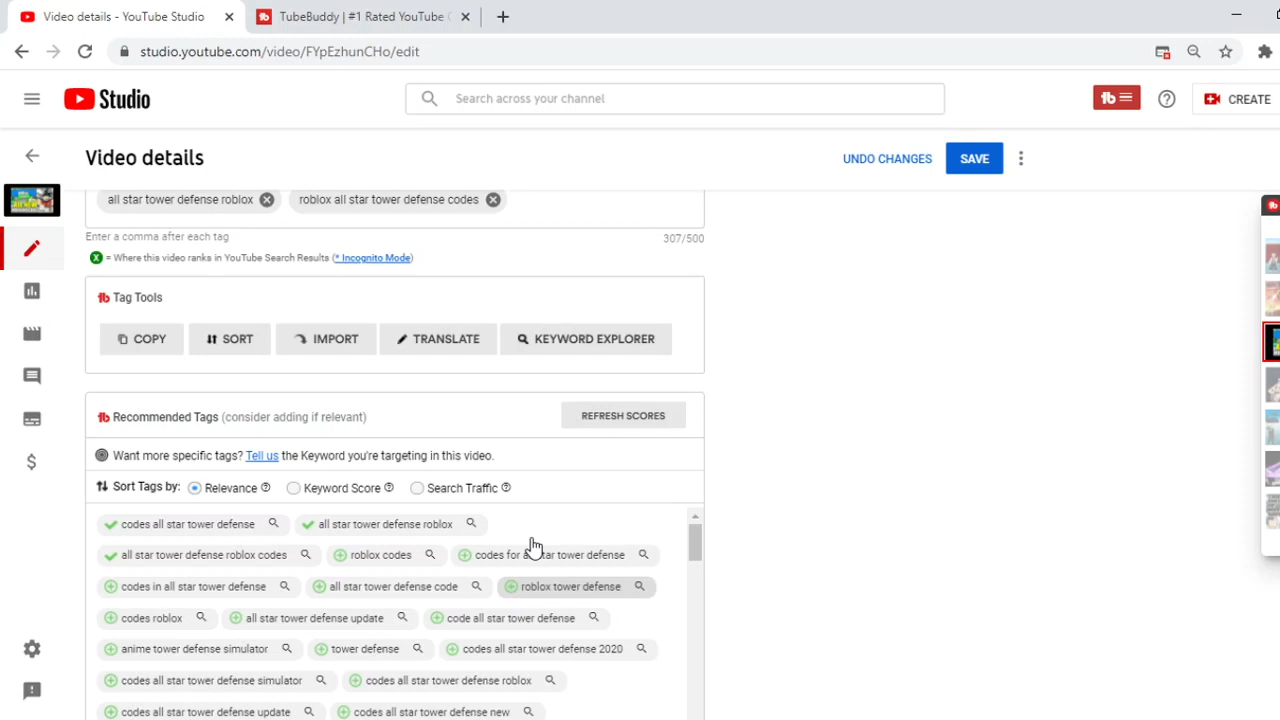 Video details - YouTube Studio
TubeBuddy | #1 Rated YouTube C
studio.youtube.com/video/FYpEzhunCHo/edit
Studio
Search across your channel
CREATE
Video details
UNDO CHANGES
SAVE
all star tower defense roblox
roblox all star tower defense codes
Enter a comma after each tag
307/500
X = Where this video ranks in YouTube Search Results (* Incognito Mode)
tb Tag Tools
COPY
SORT
IMPORT
TRANSLATE
KEYWORD EXPLORER
tb Recommended Tags (consider adding if relevant)
REFRESH SCORES
Want more specific tags? Tell us the Keyword you're targeting in this video.
Sort Tags by: Relevance Keyword Score Search Traffic
codes all star tower defense
all star tower defense roblox
all star tower defense roblox codes
roblox codes
codes for all star tower defense
codes in all star tower defense
all star tower defense code
roblox tower defense
codes roblox
all star tower defense update
code all star tower defense
anime tower defense simulator
tower defense
codes all star tower defense 2020
codes all star tower defense simulator
codes all star tower defense roblox
codes all star tower defense update
codes all star tower defense new